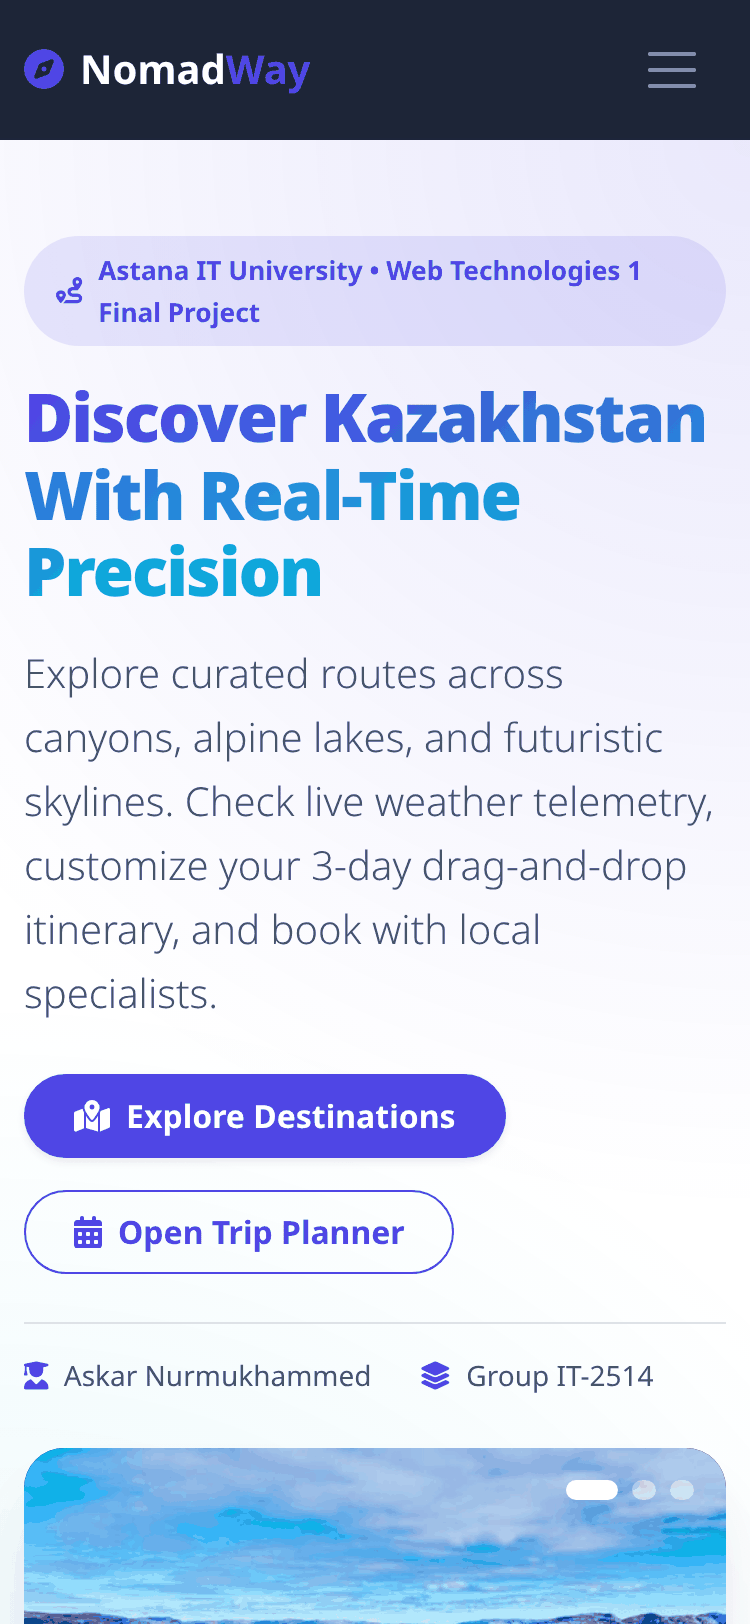 NomadWay
Astana IT University • Web Technologies 1
Final Project
Discover Kazakhstan
With Real-Time
Precision
Explore curated routes across
canyons, alpine lakes, and futuristic
skylines. Check live weather telemetry,
customize your 3-day drag-and-drop
itinerary, and book with local
specialists.
Explore Destinations
Open Trip Planner
Askar Nurmukhammed
Group IT-2514